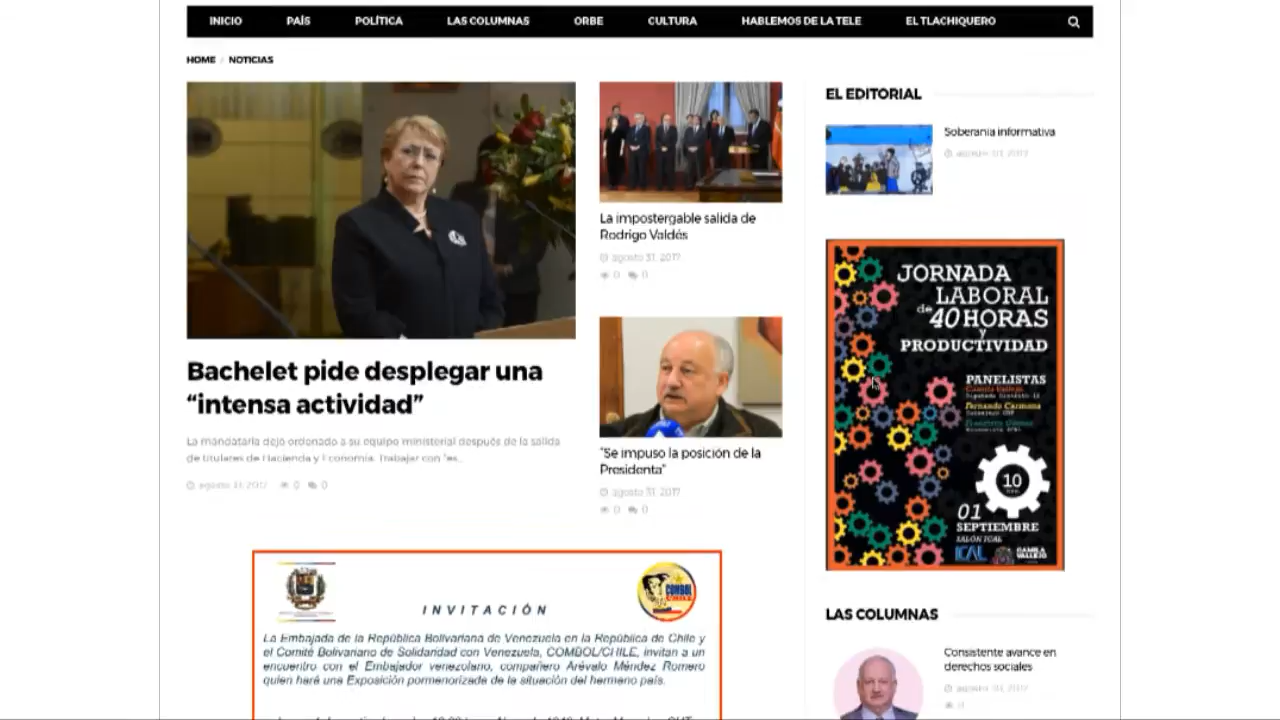 INICIO PAÍS POLÍTICA LAS COLUMNAS ORBE CULTURA HABLEMOS DE LA TELE EL TLACHIQUERO
HOME / NOTICIAS
Bachelet pide desplegar una
“intensa actividad”
La mandataria dejó ordenado a su equipo ministerial después de la salida
de titulares de Hacienda y Economía. Trabajar con “es...
agosto 31, 2017 0 0
La impostergable salida de
Rodrigo Valdés
agosto 31, 2017
0 0
"Se impuso la posición de la
Presidenta"
agosto 31, 2017
0 0
INVITACIÓN
COMBOL
La Embajada de la República Bolivariana de Venezuela en la República de Chile y
el Comité Bolivariano de Solidaridad con Venezuela, COMBOL/CHILE, invitan a un
encuentro con el Embajador venezolano, compañero Arévalo Méndez Romero
quien hará una Exposición pormenorizada de la situación del hermano país.
EL EDITORIAL
Soberanía informativa
JORNADA
LABORAL
de 40 HORAS
y
PRODUCTIVIDAD
PANELISTAS
Camila Vallejo
Fernando Carmona
10
01
SEPTIEMBRE
SALÓN ICAL
ICAL CAMILA
VALLEJO
LAS COLUMNAS
Consistente avance en
derechos sociales